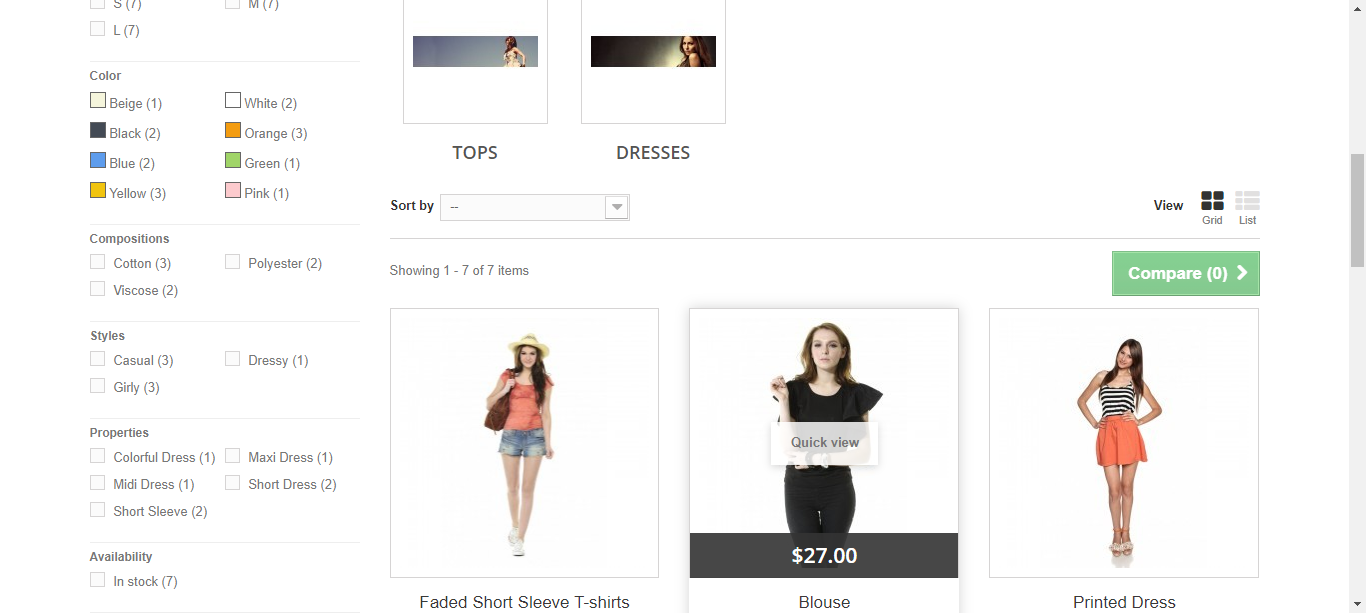 S (7)
M (7)
L (7)
Color
Beige (1)
White (2)
Black (2)
Orange (3)
Blue (2)
Green (1)
Yellow (3)
Pink (1)
Compositions
Cotton (3)
Polyester (2)
Viscose (2)
Styles
Casual (3)
Dressy (1)
Girly (3)
Properties
Colorful Dress (1)
Maxi Dress (1)
Midi Dress (1)
Short Dress (2)
Short Sleeve (2)
Availability
In stock (7)
TOPS
DRESSES
Sort by
--
View
Grid
List
Showing 1 - 7 of 7 items
Compare (0)
Quick view
$27.00
Faded Short Sleeve T-shirts
Blouse
Printed Dress